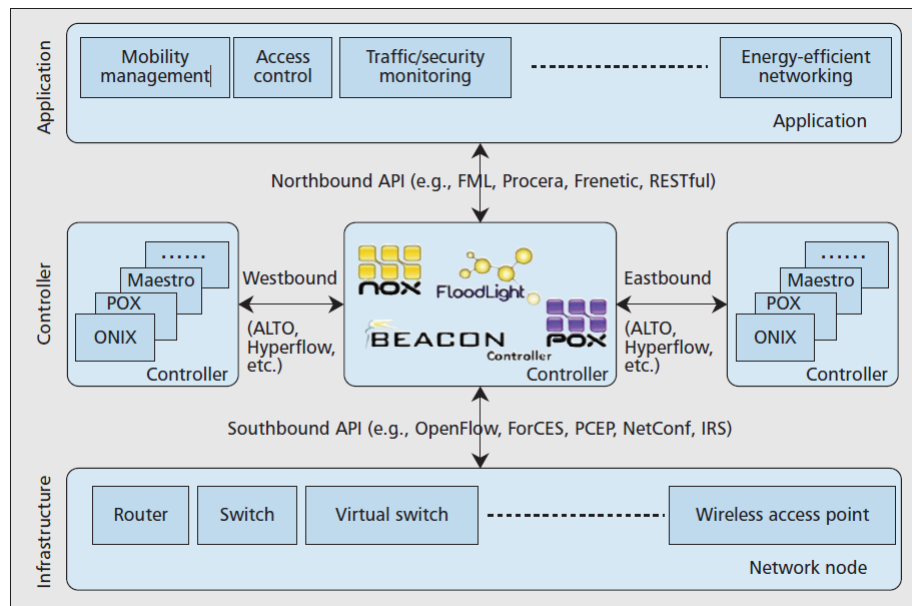 Application
Mobility
management
Access
control
Traffic/security
monitoring
Energy-efficient
networking
Application
Northbound API (e.g., FML, Procera, Frenetic, RESTful)
Controller
......
Maestro
POX
ONIX
Controller
Westbound
(ALTO,
Hyperflow,
etc.)
nox
FloodLight
BEACON
Controller
POX
Controller
Eastbound
(ALTO,
Hyperflow,
etc.)
......
Maestro
POX
ONIX
Controller
Southbound API (e.g., OpenFlow, ForCES, PCEP, NetConf, IRS)
Infrastructure
Router
Switch
Virtual switch
Wireless access point
Network node